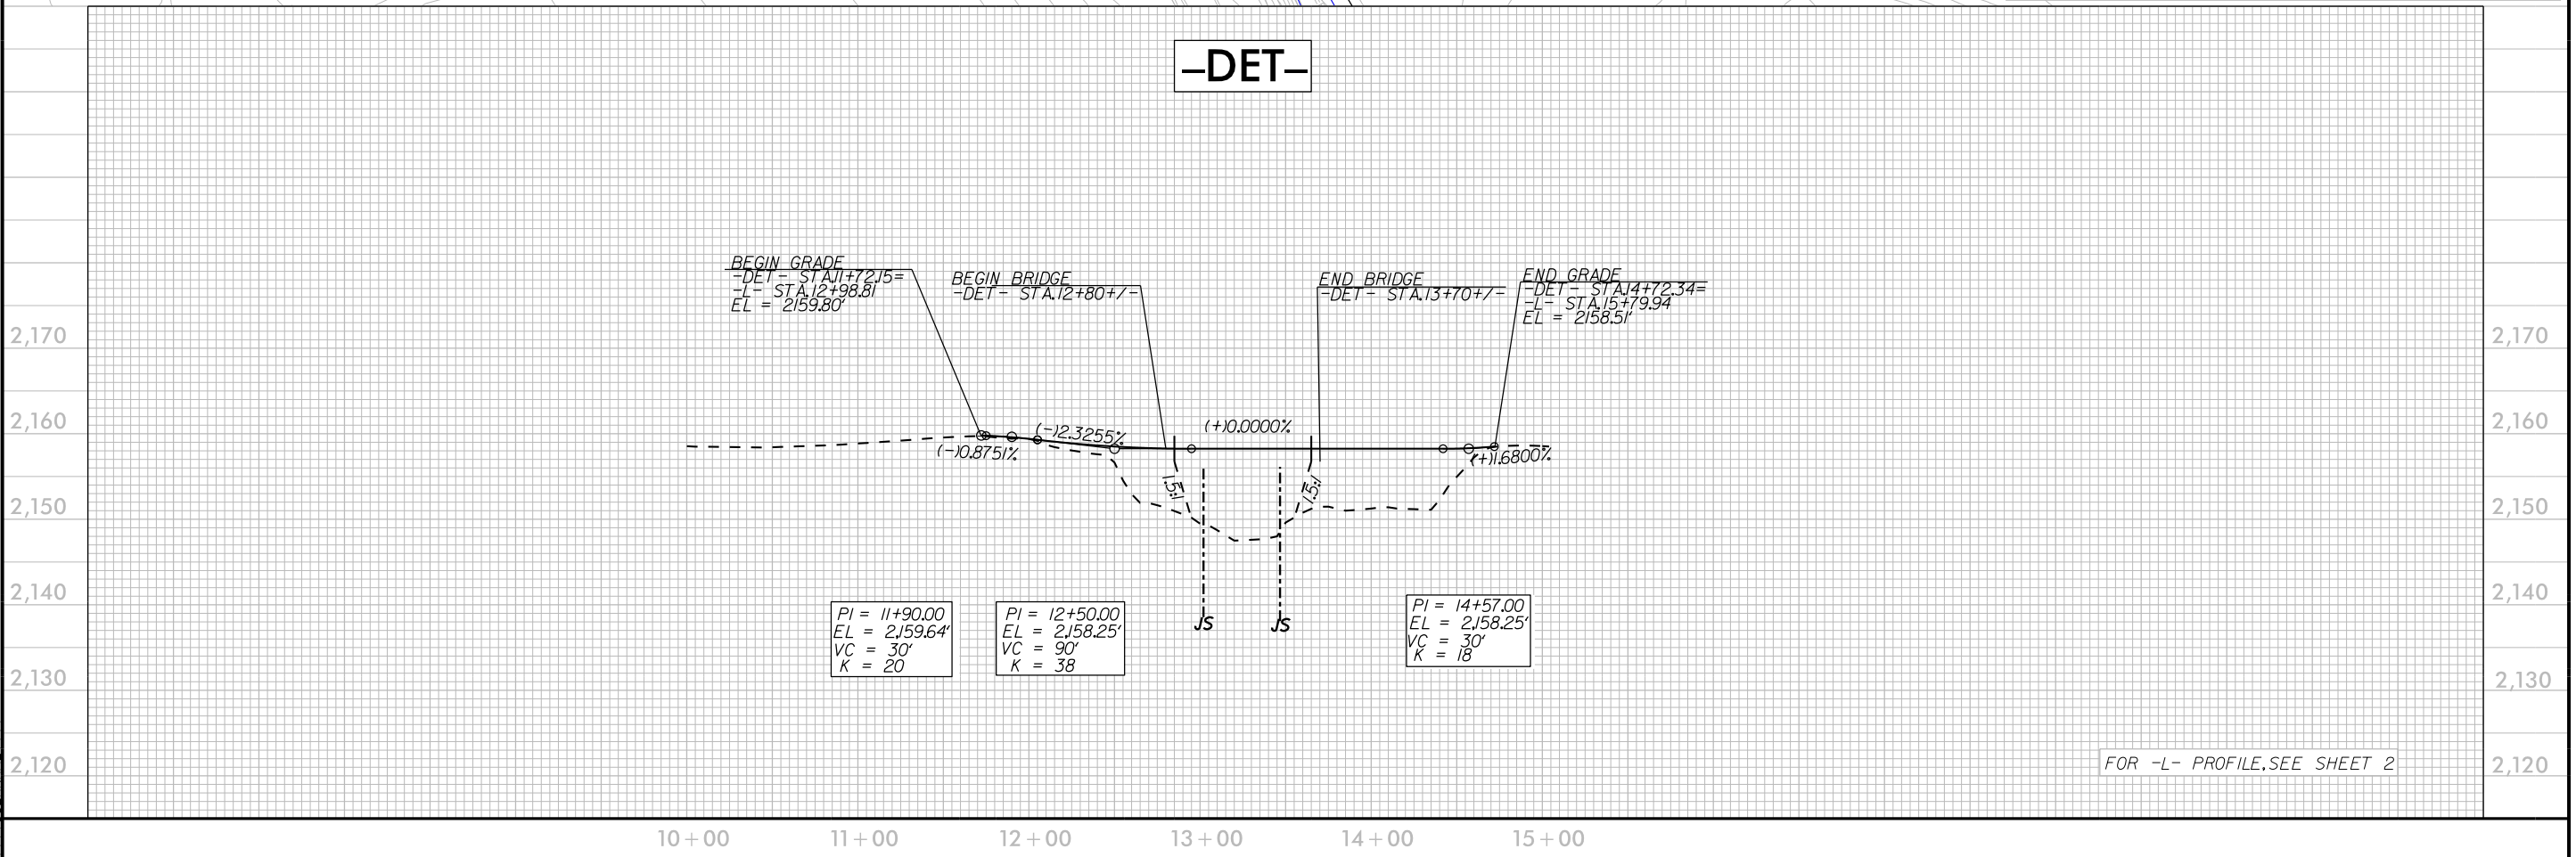 –DET–
BEGIN GRADE
-DET- STA.11+72.15=
-L- STA.12+98.81
EL = 2159.80'
BEGIN BRIDGE
-DET- STA.12+80+/-
END BRIDGE
-DET- STA.13+70+/-
END GRADE
-DET- STA.14+72.34=
-L- STA.15+79.94
EL = 2158.51'
2,170
2,170
2,160
2,160
(-)0.8751%
(-)2.3255%
(+)0.0000%
(+)1.6800%
1.5:1
1.5:1
2,150
2,150
2,140
2,140
JS
JS
PI = 11+90.00
EL = 2,159.64'
VC = 30'
K = 20
PI = 12+50.00
EL = 2,158.25'
VC = 90'
K = 38
PI = 14+57.00
EL = 2,158.25'
VC = 30'
K = 18
2,130
2,130
2,120
2,120
FOR -L- PROFILE, SEE SHEET 2
10+00
11+00
12+00
13+00
14+00
15+00